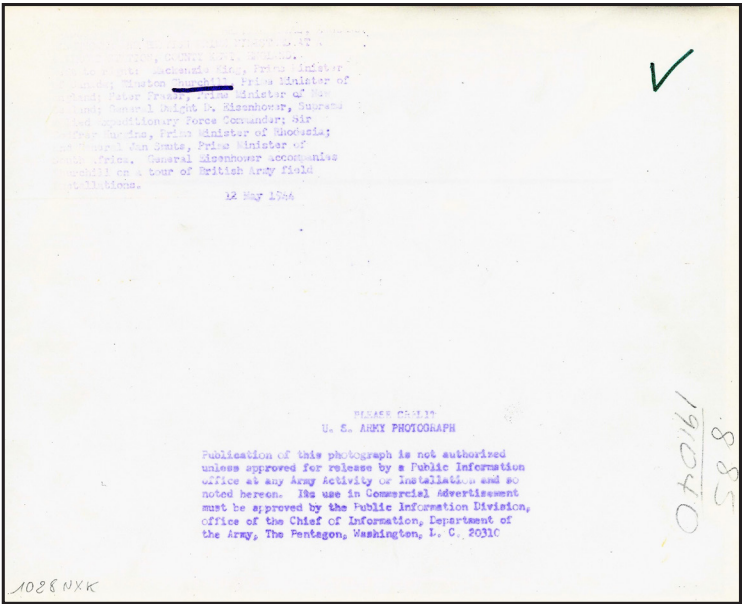 Mackenzie King, Prime Minister
Winston Churchill, Prime Minister of
Peter Frazer, Prime Minister of New
General Dwight D. Eisenhower, Supreme
Expeditionary Force Commander; Sir
Huggins, Prime Minister of Rhodesia;
General Jan Smuts, Prime Minister of
Africa. General Eisenhower accompanies
on a tour of British Army field
12 May 1944
PLEASE CREDIT
U. S. ARMY PHOTOGRAPH
Publication of this photograph is not authorized
unless approved for release by a Public Information
office at any Army Activity or Installation and so
noted hereon. Its use in Commercial Advertisement
must be approved by the Public Information Division,
office of the Chief of Information, Department of
the Army, The Pentagon, Washington, D. C. 20310
191040
885
1028NXK